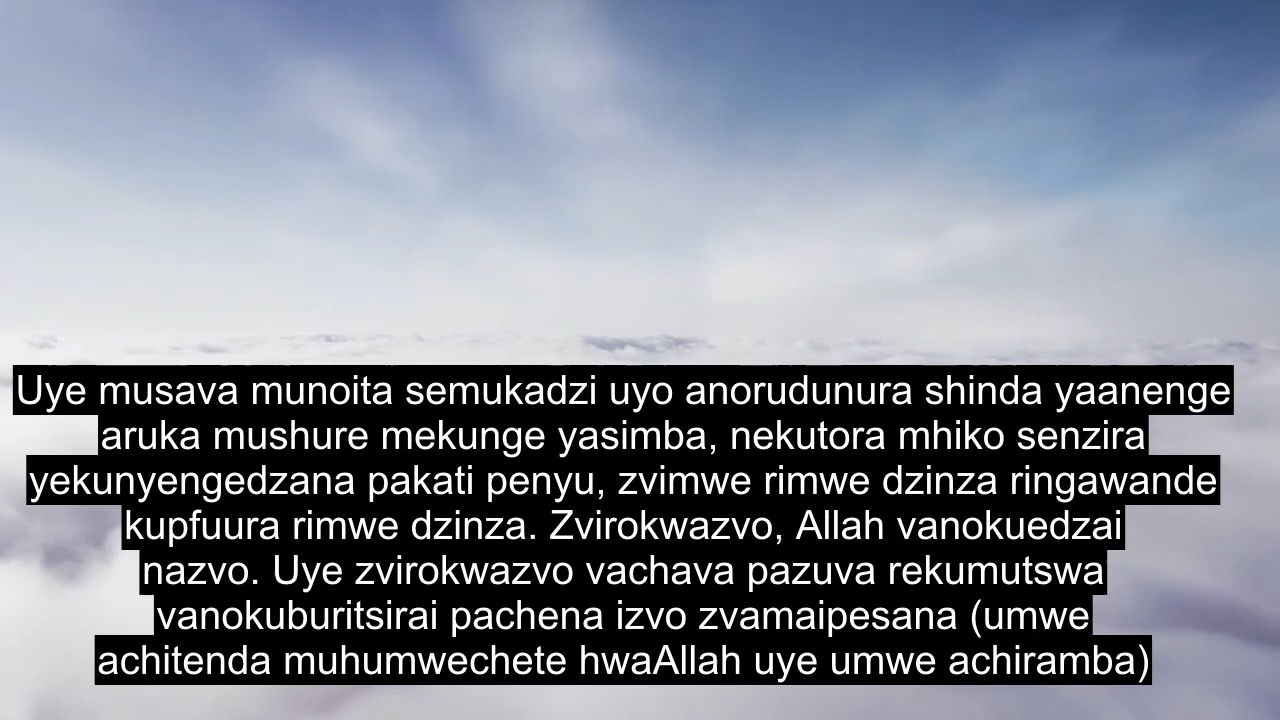 Uye musava munoita semukadzi uyo anorudunura shinda yaanenge
aruka mushure mekunge yasimba, nekutora mhiko senzira
yekunyengedzana pakati penyu, zvimwe rimwe dzinza ringawande
kupfuura rimwe dzinza. Zvirokwazvo, Allah vanokuedzai
nazvo. Uye zvirokwazvo vachava pazuva rekumutswa
vanokuburitsirai pachena izvo zvamaipesana (umwe
achitenda muhumwechete hwaAllah uye umwe achiramba)